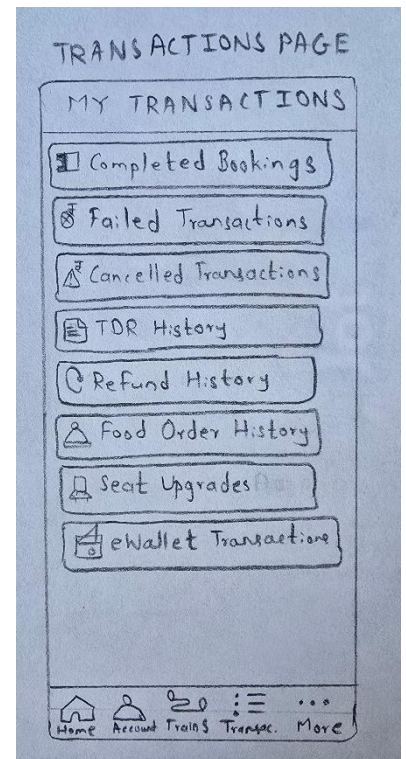 TRANSACTIONS PAGE
MY TRANSACTIONS
Completed Bookings
Failed Transactions
Cancelled Transactions
TDR History
Refund History
Food Order History
Seat Upgrades
eWallet Transactions
Home Account Trains Transac. More